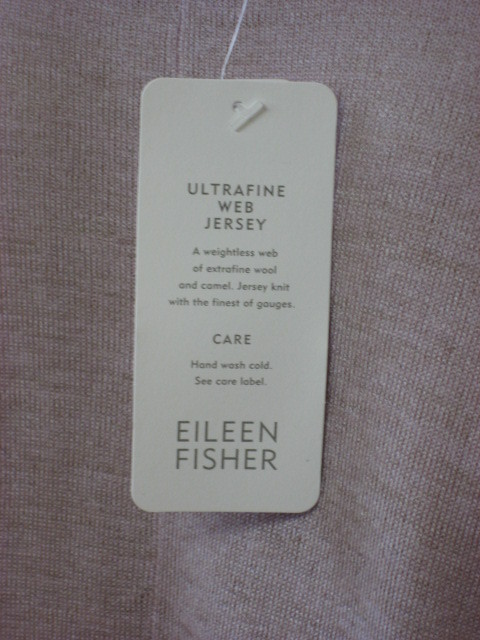 ULTRAFINE
WEB
JERSEY
A weightless web
of extrafine wool
and camel. Jersey knit
with the finest of gauges.
CARE
Hand wash cold.
See care label.
EILEEN
FISHER